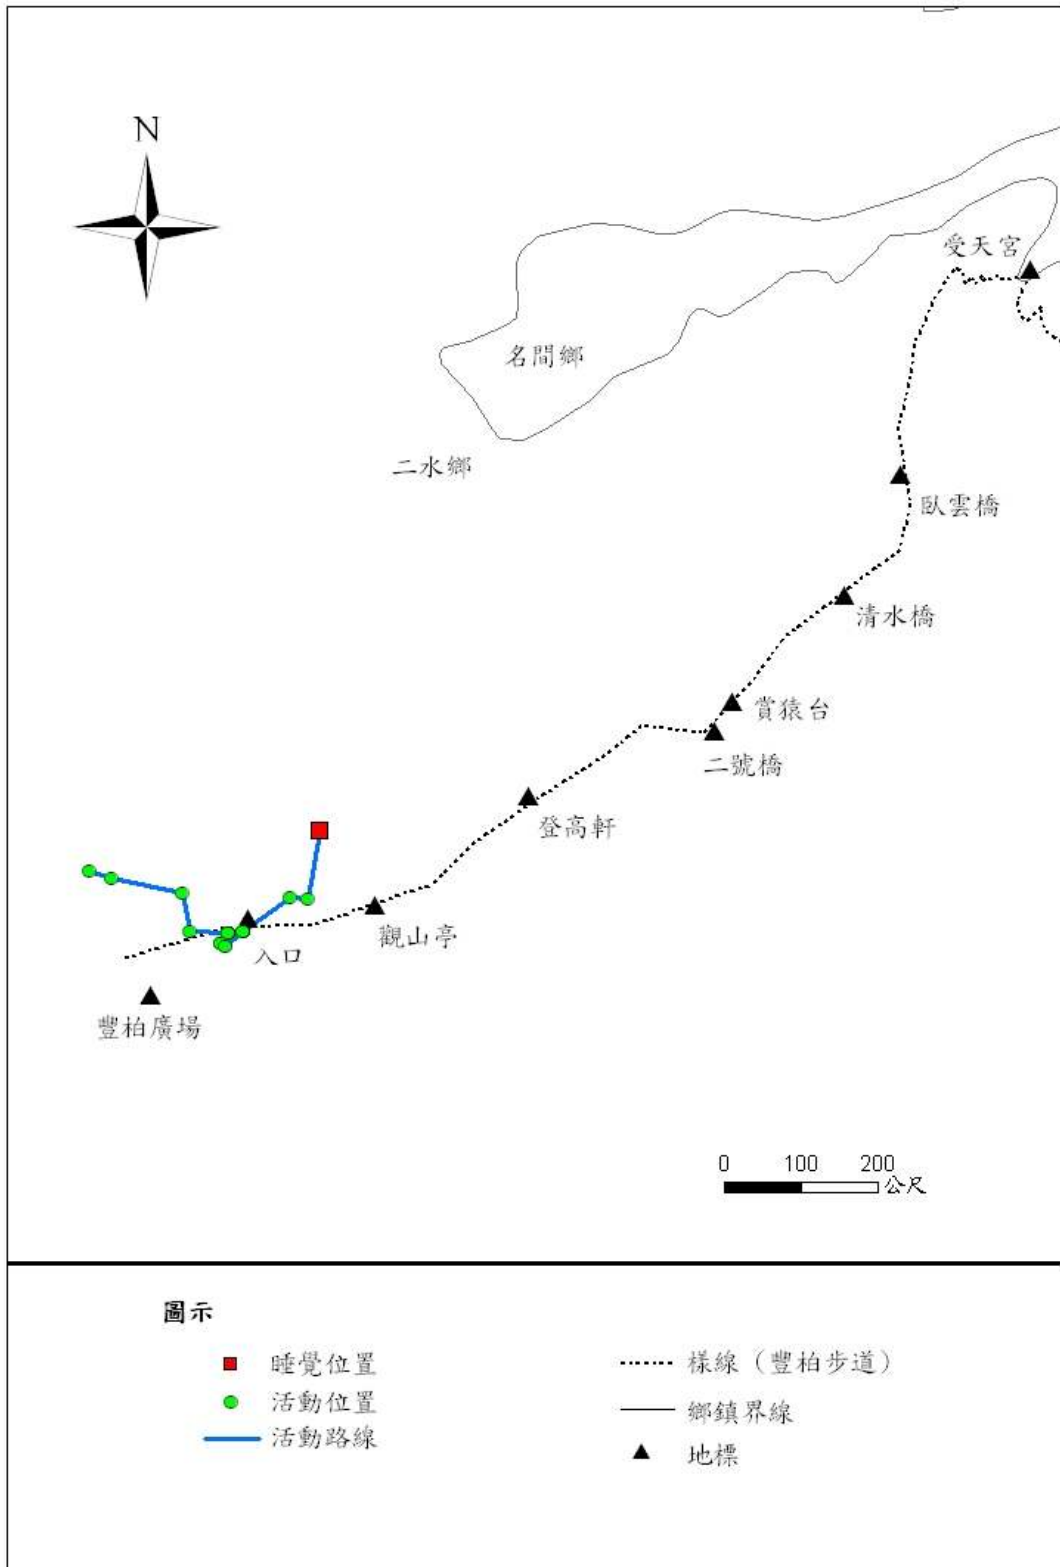 N
受天宮
名間鄉
二水鄉
臥雲橋
清水橋
賞猿台
二號橋
登高軒
觀山亭
入口
豐柏廣場
0 100 200
公尺
圖示
睡覺位置
活動位置
活動路線
樣線（豐柏步道）
鄉鎮界線
地標